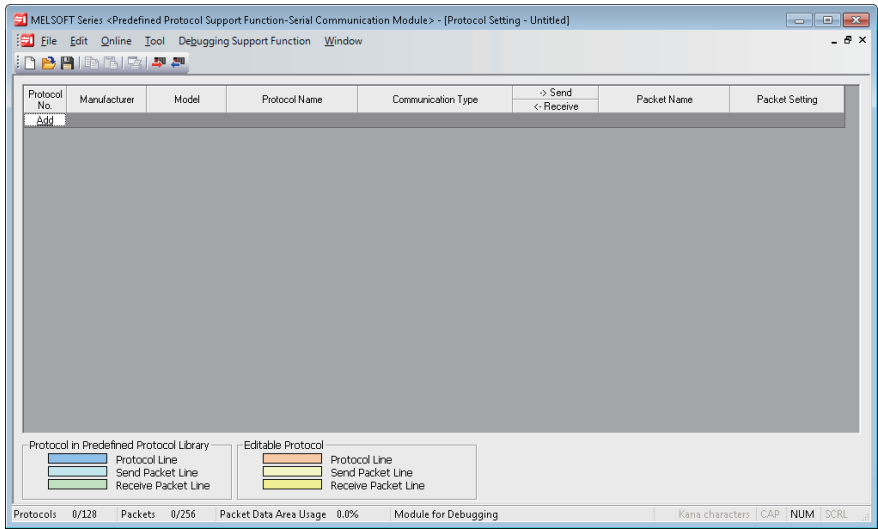 MELSOFT Series <Predefined Protocol Support Function-Serial Communication Module> - [Protocol Setting - Untitled]
File Edit Online Tool Debugging Support Function Window
Protocol No. Manufacturer Model Protocol Name Communication Type -> Send <- Receive Packet Name Packet Setting
Add
Protocol in Predefined Protocol Library Editable Protocol
Protocol Line Protocol Line
Send Packet Line Send Packet Line
Receive Packet Line Receive Packet Line
Protocols 0/128 Packets 0/256 Packet Data Area Usage 0.0% Module for Debugging Kana characters CAP NUM SCRL